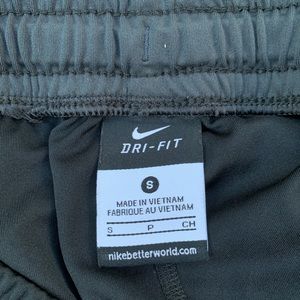 DRI-FIT
S
MADE IN VIETNAM
FABRIQUE AU VIETNAM
S P CH
nikebetterworld.com